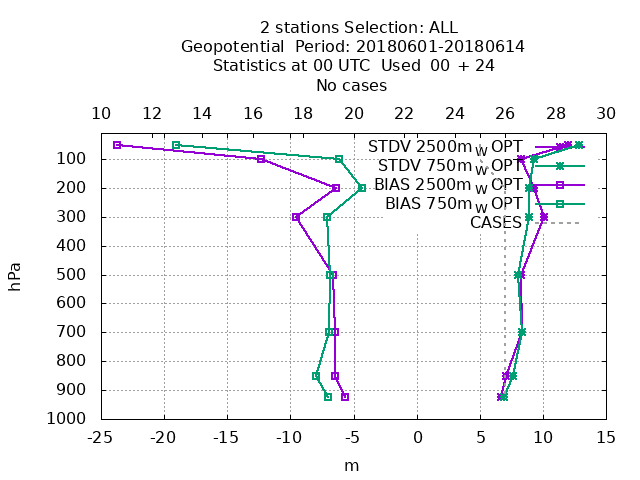 2 stations Selection: ALL
Geopotential  Period: 20180601-20180614
Statistics at 00 UTC  Used  00 + 24
No cases
10 12 14 16 18 20 22 24 26 28 30
STDV 2500m_W OPT
STDV 750m_W OPT
BIAS 2500m_W OPT
BIAS 750m_W OPT
CASES
100
200
300
400
500
600
700
800
900
1000
hPa
-25 -20 -15 -10 -5 0 5 10 15
m